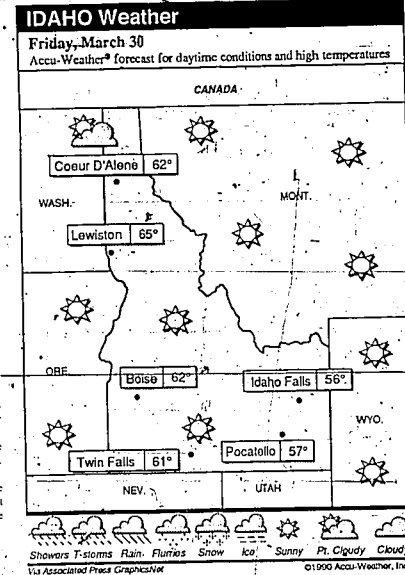 IDAHO Weather
Friday, March 30
Accu-Weather® forecast for daytime conditions and high temperatures
CANADA
Coeur D'Alene 62°
WASH.
MONT.
Lewiston 65°
ORE.
Boise 62°
Idaho Falls 56°
WYO.
Twin Falls 61°
Pocatello 57°
NEV.
UTAH
Showers T-storms Rain Flurries Snow Ice Sunny Pt. Cloudy Cloud
Via Associated Press GraphicsNet
©1990 Accu-Weather, Inc